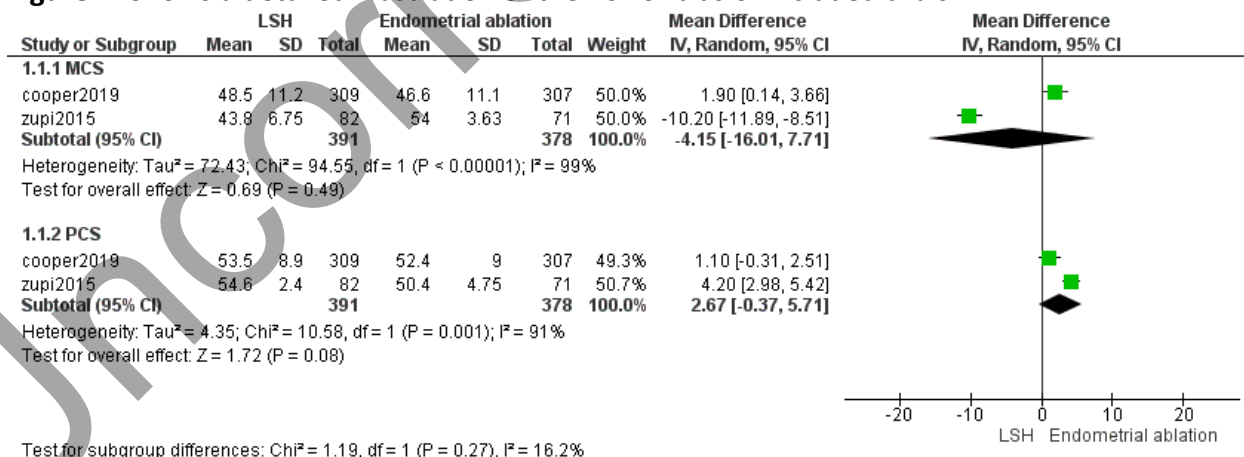 LSH Endometrial ablation Mean Difference Mean Difference
Study or Subgroup Mean SD Total Mean SD Total Weight IV, Random, 95% CI IV, Random, 95% CI
1.1.1 MCS
cooper2019 48.5 11.2 309 46.6 11.1 307 50.0% 1.90 [0.14, 3.66]
zupi2015 43.8 6.75 82 54 3.63 71 50.0% -10.20 [-11.89, -8.51]
Subtotal (95% CI) 391 378 100.0% -4.15 [-16.01, 7.71]
Heterogeneity: Tau² = 72.43; Chi² = 94.55, df = 1 (P < 0.00001); I² = 99%
Test for overall effect: Z = 0.69 (P = 0.49)
1.1.2 PCS
cooper2019 53.5 8.9 309 52.4 9 307 49.3% 1.10 [-0.31, 2.51]
zupi2015 54.6 2.4 82 50.4 4.75 71 50.7% 4.20 [2.98, 5.42]
Subtotal (95% CI) 391 378 100.0% 2.67 [-0.37, 5.71]
Heterogeneity: Tau² = 4.35; Chi² = 10.58, df = 1 (P = 0.001); I² = 91%
Test for overall effect: Z = 1.72 (P = 0.08)
-20 -10 0 10 20
LSH Endometrial ablation
Test for subgroup differences: Chi² = 1.19, df = 1 (P = 0.27), I² = 16.2%